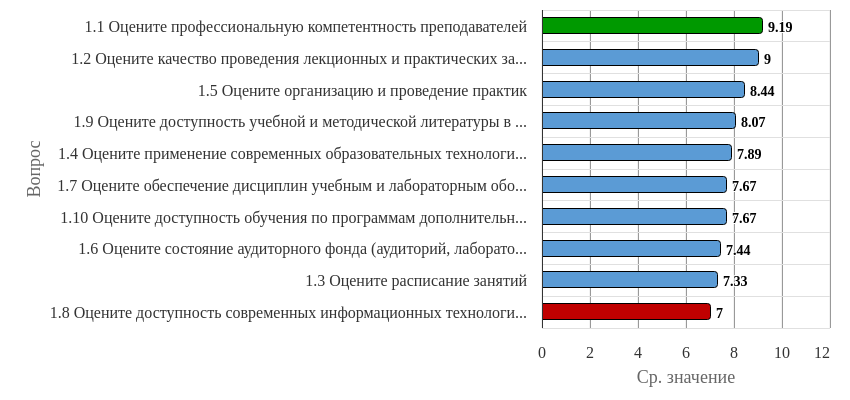 1.1 Оцените профессиональную компетентность преподавателей 9.19
1.2 Оцените качество проведения лекционных и практических за... 9
1.5 Оцените организацию и проведение практик 8.44
1.9 Оцените доступность учебной и методической литературы в ... 8.07
1.4 Оцените применение современных образовательных технологи... 7.89
1.7 Оцените обеспечение дисциплин учебным и лабораторным обо... 7.67
1.10 Оцените доступность обучения по программам дополнительн... 7.67
1.6 Оцените состояние аудиторного фонда (аудиторий, лаборато... 7.44
1.3 Оцените расписание занятий 7.33
1.8 Оцените доступность современных информационных технологи... 7
Вопрос
0 2 4 6 8 10 12
Ср. значение